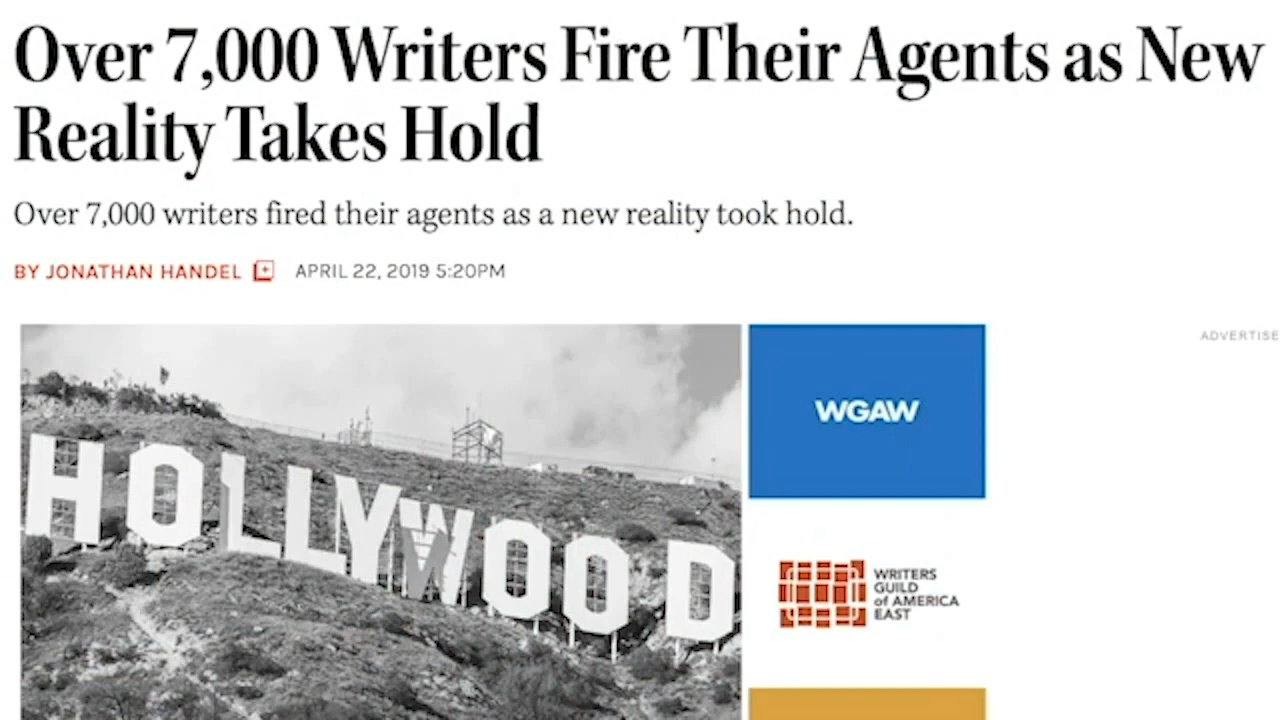 Over 7,000 Writers Fire Their Agents as New
Reality Takes Hold
Over 7,000 writers fired their agents as a new reality took hold.
BY JONATHAN HANDEL APRIL 22, 2019 5:20PM
ADVERTISE
WGAW
HOLLYWOOD
WRITERS
GUILD
of AMERICA
EAST